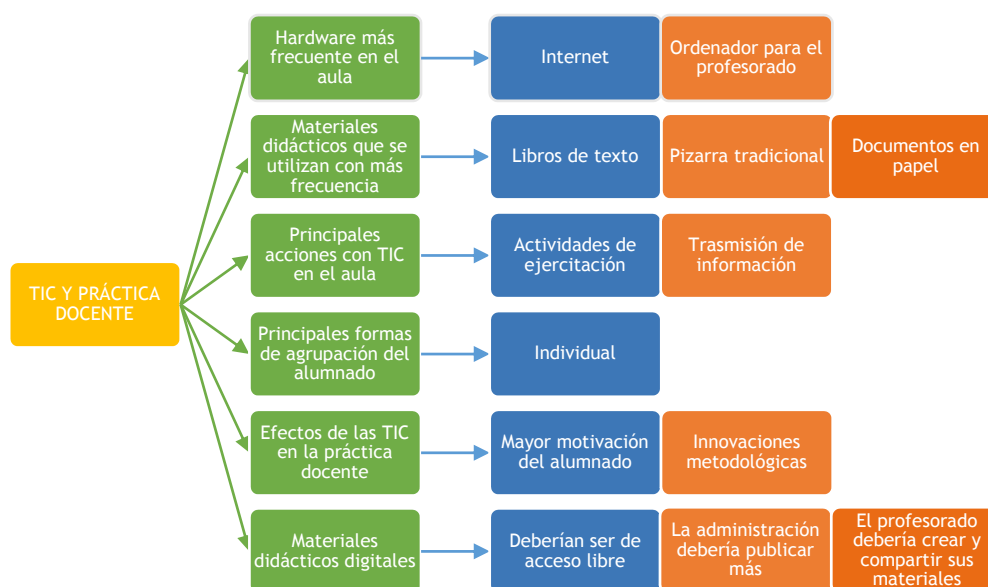 Hardware más
frecuente en el
aula
Internet
Ordenador para el
profesorado
Materiales
didácticos que se
utilizan con más
frecuencia
Libros de texto
Pizarra tradicional
Documentos en
papel
Principales
acciones con TIC
en el aula
Actividades de
ejercitación
Trasmisión de
información
TIC Y PRÁCTICA
DOCENTE
Principales formas
de agrupación del
alumnado
Individual
Efectos de las TIC
en la práctica
docente
Mayor motivación
del alumnado
Innovaciones
metodológicas
Materiales
didácticos digitales
Deberían ser de
acceso libre
La administración
debería publicar
más
El profesorado
debería crear y
compartir sus
materiales